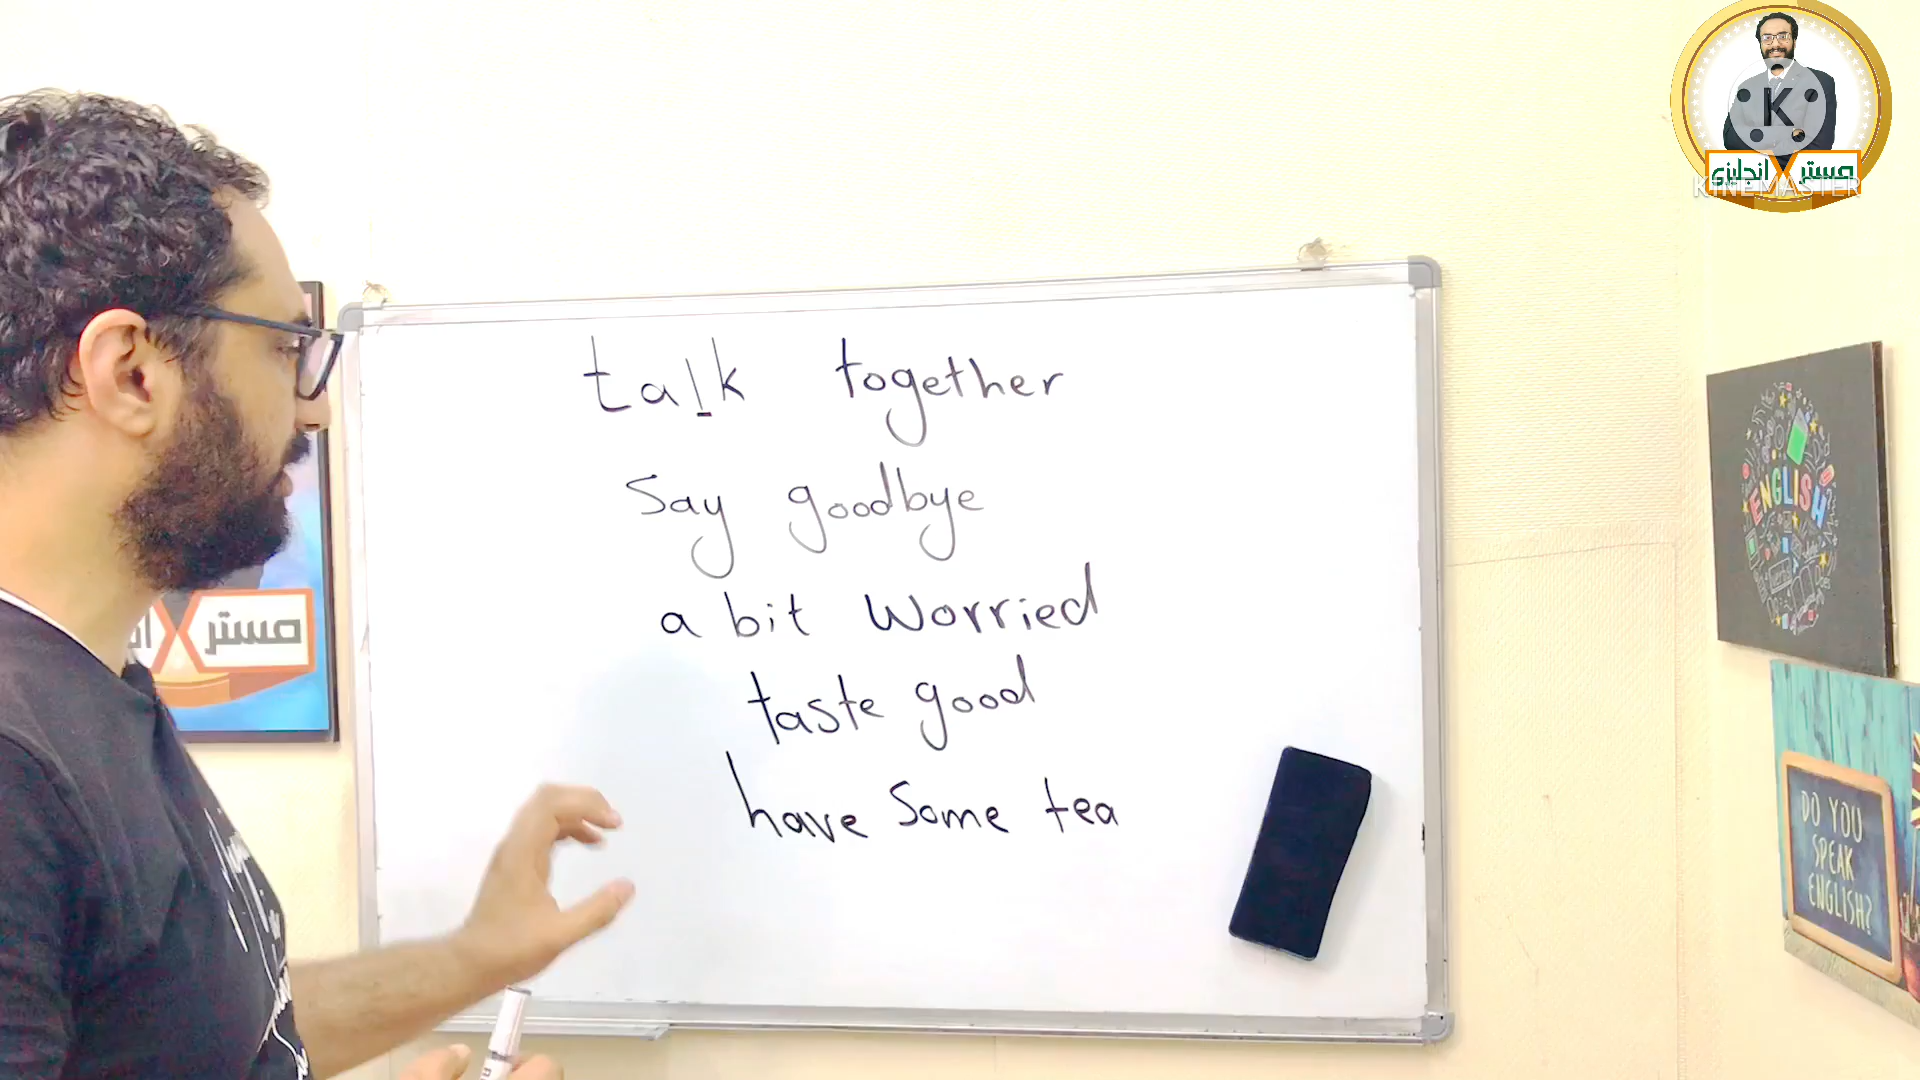 مستر X انجليزي
KINEMASTER
talk together
Say goodbye
a bit worried
taste good
have Some tea
مستر X
ENGLISH
DO YOU
SPEAK
ENGLISH?